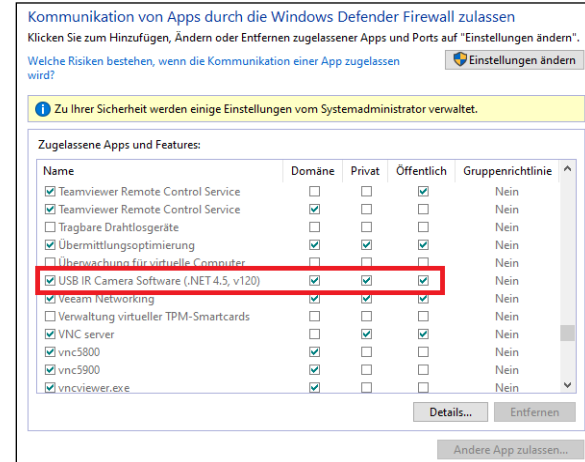 Kommunikation von Apps durch die Windows Defender Firewall zulassen
Klicken Sie zum Hinzufügen, Ändern oder Entfernen zugelassener Apps und Ports auf "Einstellungen ändern".
Welche Risiken bestehen, wenn die Kommunikation einer App zugelassen
wird?
Einstellungen ändern
Zu Ihrer Sicherheit werden einige Einstellungen vom Systemadministrator verwaltet.
Zugelassene Apps und Features:
Name Domäne Privat Öffentlich Gruppenrichtlinie
Teamviewer Remote Control Service Nein
Teamviewer Remote Control Service Nein
Tragbare Drahtlosgeräte Nein
Übermittlungsoptimierung Nein
Überwachung für virtuelle Computer Nein
USB IR Camera Software (.NET 4.5, v120) Nein
Veeam Networking Nein
Verwaltung virtueller TPM-Smartcards Nein
VNC server Nein
vnc5800 Nein
vnc5900 Nein
vncviewer.exe Nein
Details... Entfernen
Andere App zulassen...